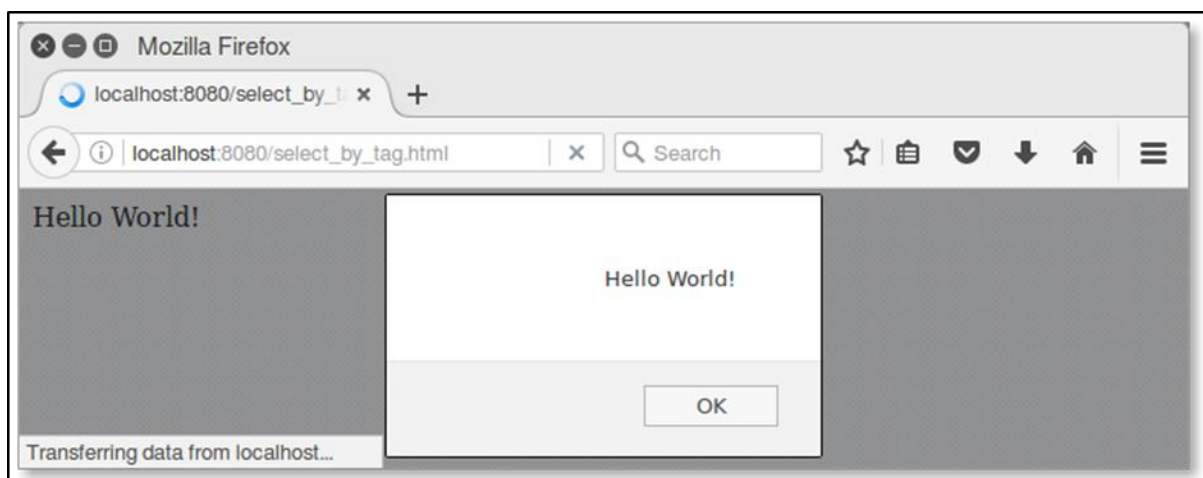 Mozilla Firefox
localhost:8080/select_by_t
localhost:8080/select_by_tag.html
Search
Hello World!
Hello World!
OK
Transferring data from localhost...